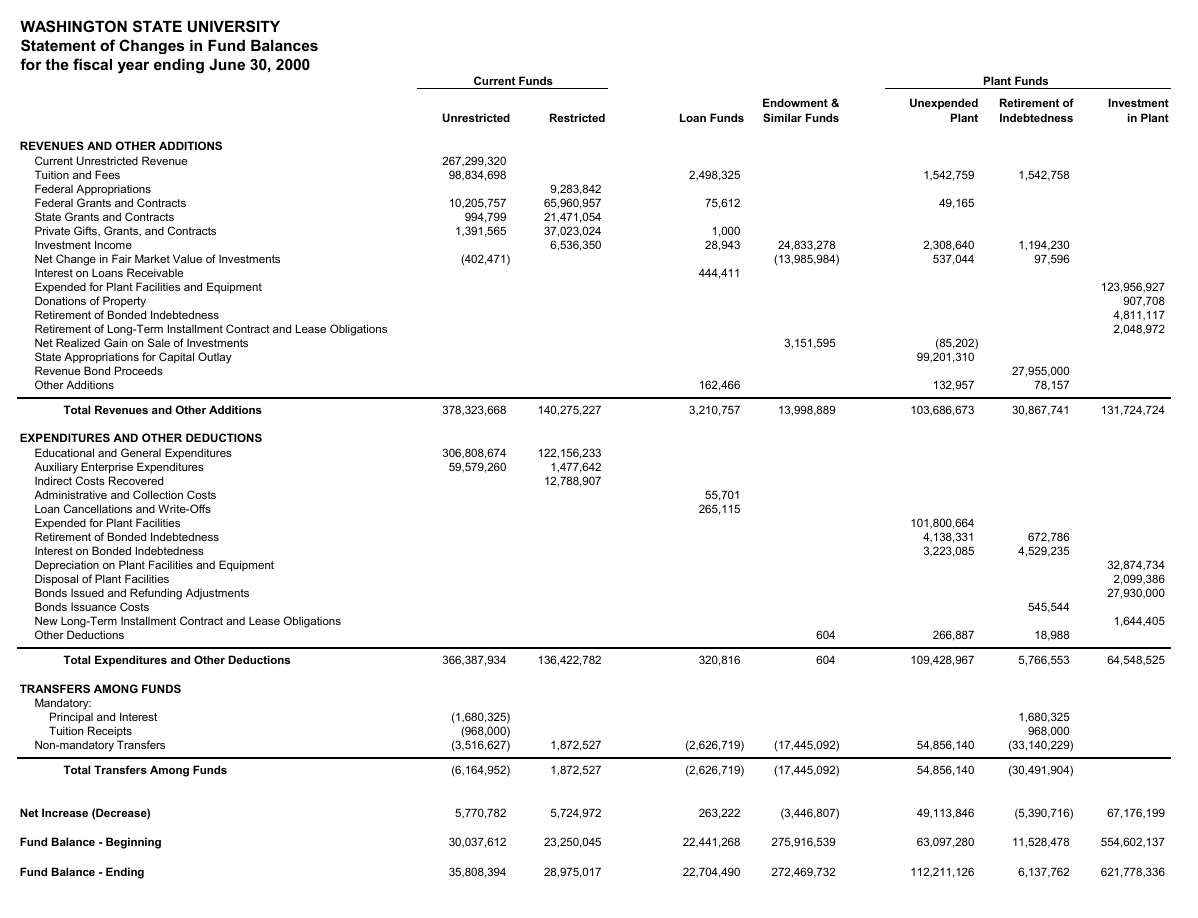 WASHINGTON STATE UNIVERSITY
Statement of Changes in Fund Balances
for the fiscal year ending June 30, 2000
Current Funds Plant Funds
Endowment & Unexpended Retirement of Investment
Unrestricted Restricted Loan Funds Similar Funds Plant Indebtedness in Plant
REVENUES AND OTHER ADDITIONS
Current Unrestricted Revenue 267,299,320
Tuition and Fees 98,834,698 2,498,325 1,542,759 1,542,758
Federal Appropriations 9,283,842
Federal Grants and Contracts 10,205,757 65,960,957 75,612 49,165
State Grants and Contracts 994,799 21,471,054
Private Gifts, Grants, and Contracts 1,391,565 37,023,024 1,000
Investment Income 6,536,350 28,943 24,833,278 2,308,640 1,194,230
Net Change in Fair Market Value of Investments (402,471) (13,985,984) 537,044 97,596
Interest on Loans Receivable 444,411
Expended for Plant Facilities and Equipment 123,956,927
Donations of Property 907,708
Retirement of Bonded Indebtedness 4,811,117
Retirement of Long-Term Installment Contract and Lease Obligations 2,048,972
Net Realized Gain on Sale of Investments 3,151,595 (85,202)
State Appropriations for Capital Outlay 99,201,310
Revenue Bond Proceeds 27,955,000
Other Additions 162,466 132,957 78,157
Total Revenues and Other Additions 378,323,668 140,275,227 3,210,757 13,998,889 103,686,673 30,867,741 131,724,724
EXPENDITURES AND OTHER DEDUCTIONS
Educational and General Expenditures 306,808,674 122,156,233
Auxiliary Enterprise Expenditures 59,579,260 1,477,642
Indirect Costs Recovered 12,788,907
Administrative and Collection Costs 55,701
Loan Cancellations and Write-Offs 265,115
Expended for Plant Facilities 101,800,664
Retirement of Bonded Indebtedness 4,138,331 672,786
Interest on Bonded Indebtedness 3,223,085 4,529,235
Depreciation on Plant Facilities and Equipment 32,874,734
Disposal of Plant Facilities 2,099,386
Bonds Issued and Refunding Adjustments 27,930,000
Bonds Issuance Costs 545,544
New Long-Term Installment Contract and Lease Obligations 1,644,405
Other Deductions 604 266,887 18,988
Total Expenditures and Other Deductions 366,387,934 136,422,782 320,816 604 109,428,967 5,766,553 64,548,525
TRANSFERS AMONG FUNDS
Mandatory:
Principal and Interest (1,680,325) 1,680,325
Tuition Receipts (968,000) 968,000
Non-mandatory Transfers (3,516,627) 1,872,527 (2,626,719) (17,445,092) 54,856,140 (33,140,229)
Total Transfers Among Funds (6,164,952) 1,872,527 (2,626,719) (17,445,092) 54,856,140 (30,491,904)
Net Increase (Decrease) 5,770,782 5,724,972 263,222 (3,446,807) 49,113,846 (5,390,716) 67,176,199
Fund Balance - Beginning 30,037,612 23,250,045 22,441,268 275,916,539 63,097,280 11,528,478 554,602,137
Fund Balance - Ending 35,808,394 28,975,017 22,704,490 272,469,732 112,211,126 6,137,762 621,778,336